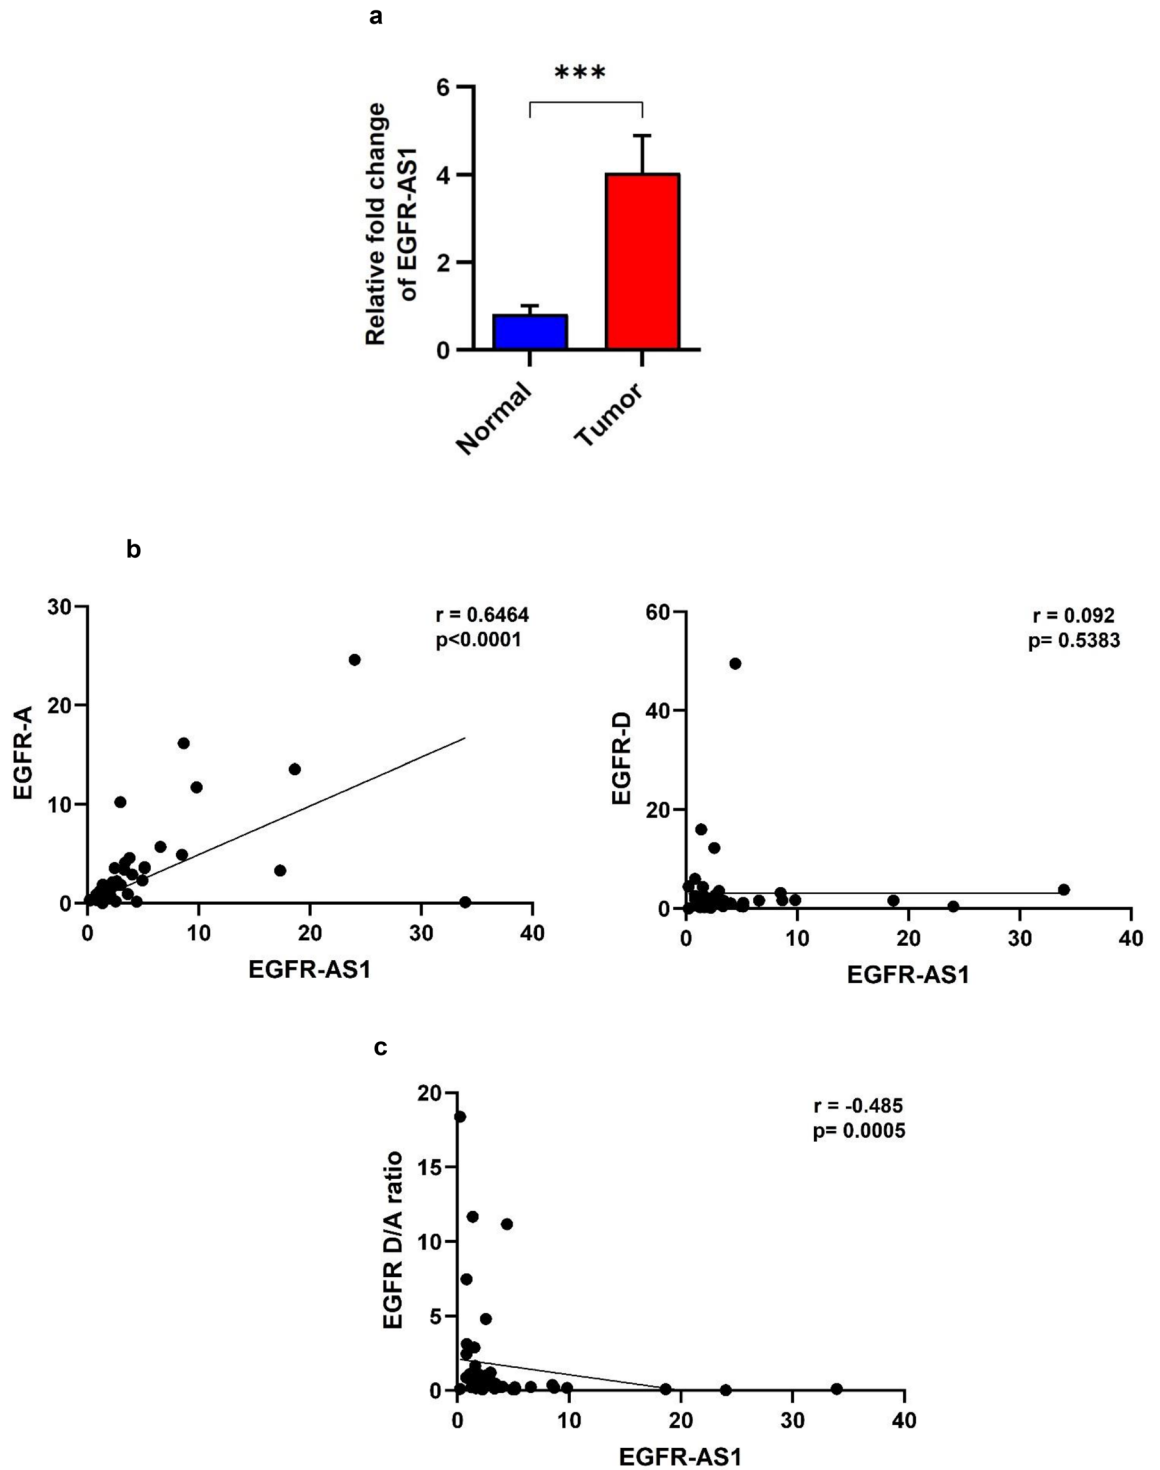 a
***
6
4
2
0
Relative fold change
of EGFR-AS1
Normal
Tumor
b
30
20
10
0
EGFR-A
r = 0.6464
p<0.0001
0 10 20 30 40
EGFR-AS1
60
40
20
0
EGFR-D
r = 0.092
p= 0.5383
0 10 20 30 40
EGFR-AS1
c
20
15
10
5
0
EGFR D/A ratio
r = -0.485
p= 0.0005
0 10 20 30 40
EGFR-AS1